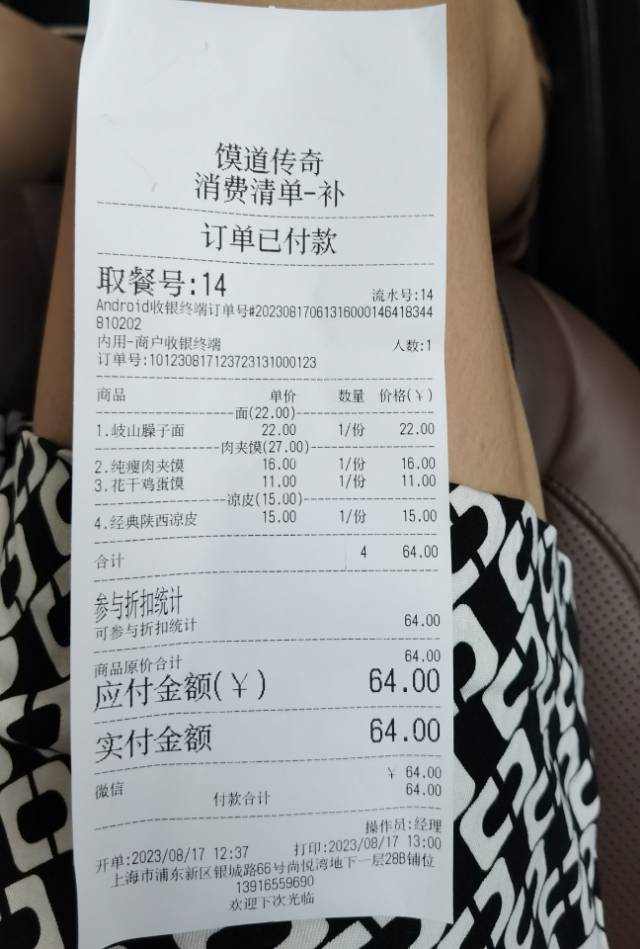 馍道传奇
消费清单-补
订单已付款
取餐号:14
流水号:14
Android收银终端订单号#202308170613160001464183​44
810202
内用-商户收银终端 人数:1
订单号:101230817123723131000123
商品 单价 数量 价格(¥)
面(22.00)
1.岐山臊子面 22.00 1/份 22.00
肉夹馍(27.00)
2.纯瘦肉夹馍 16.00 1/份 16.00
3.花干鸡蛋馍 11.00 1/份 11.00
凉皮(15.00)
4.经典陕西凉皮 15.00 1/份 15.00
合计 4 64.00
参与折扣统计
可参与折扣统计 64.00
商品原价合计 64.00
应付金额(¥) 64.00
实付金额 64.00
微信 ¥ 64.00
付款合计 64.00
操作员:经理
开单:2023/08/17 12:37 打印:2023/08/17 13:00
上海市浦东新区银城路66号尚悦湾地下一层28B铺位
13916559690
欢迎下次光临